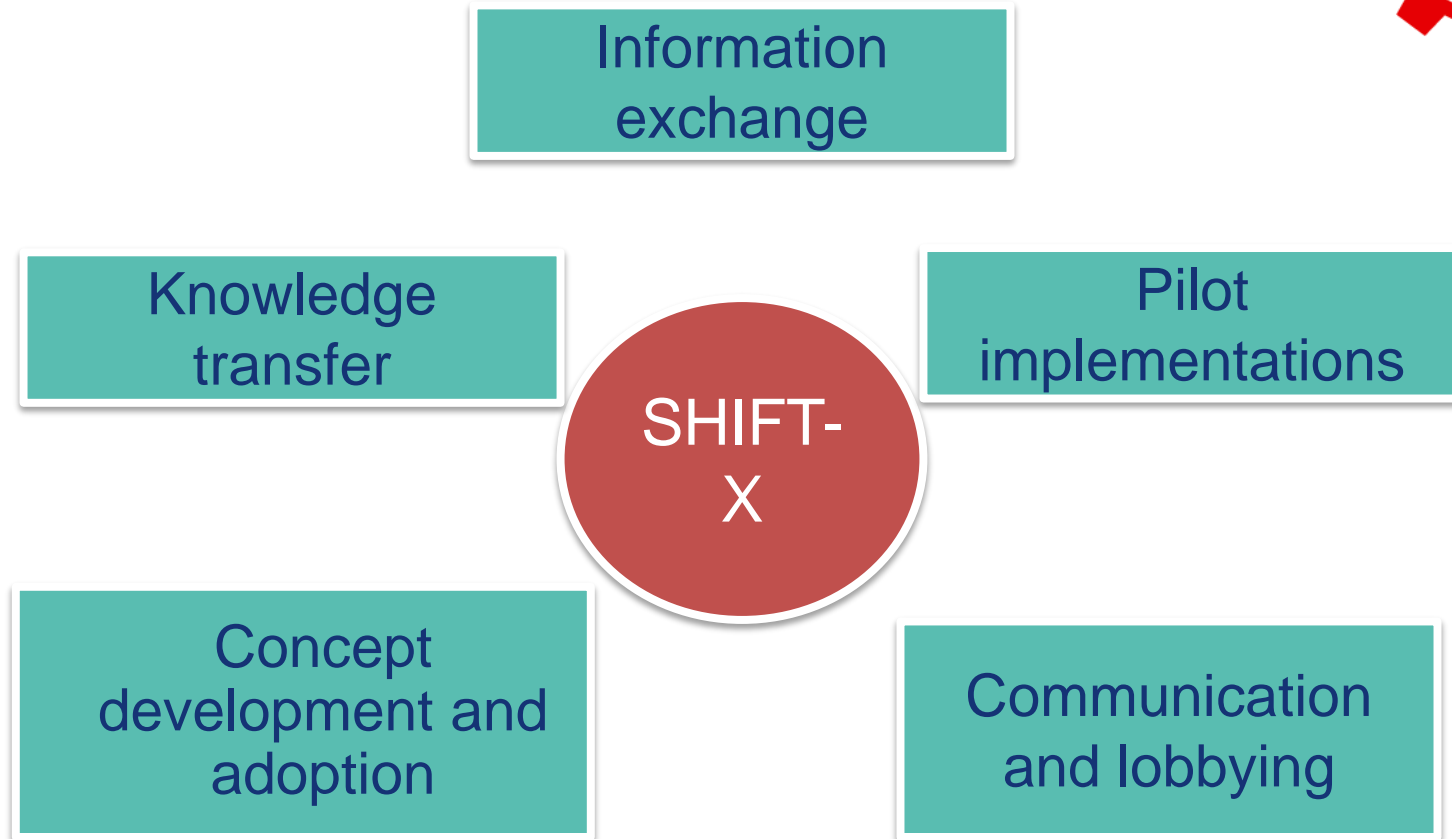 Information
exchange
Knowledge
transfer
Pilot
implementations
SHIFT-
X
Concept
development and
adoption
Communication
and lobbying